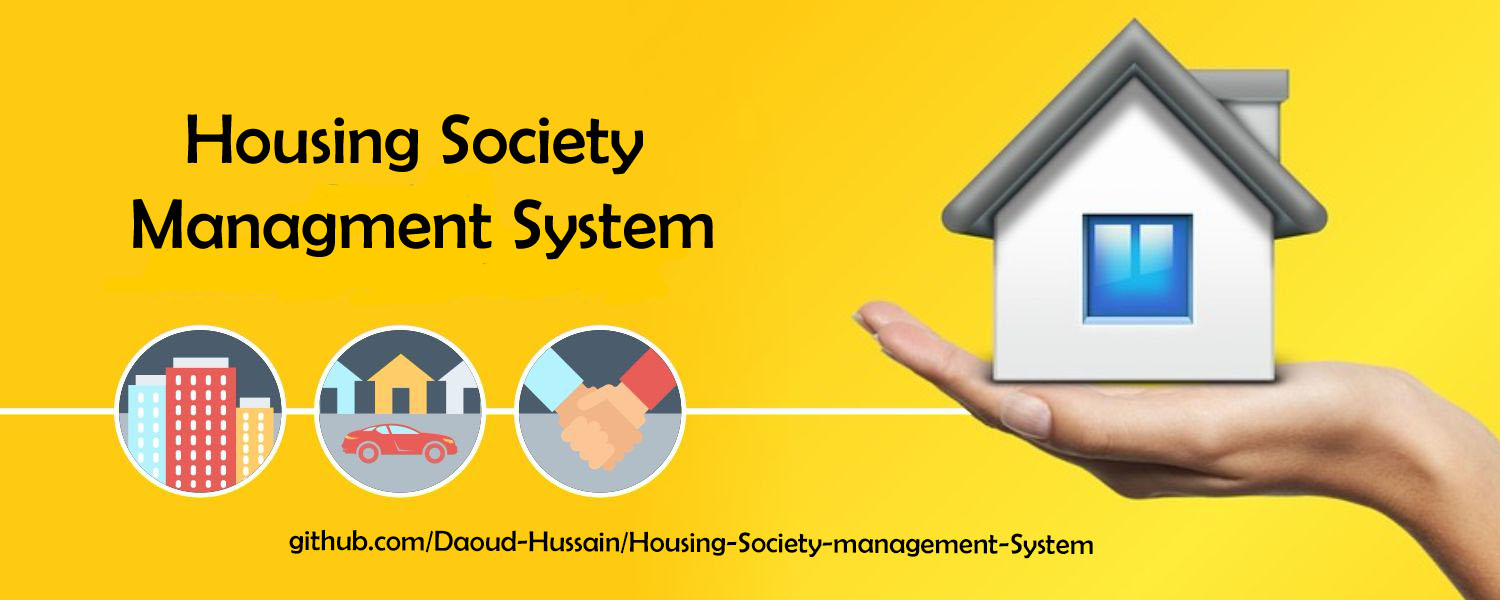 Housing Society
Managment System
github.com/Daoud-Hussain/Housing-Society-management-System